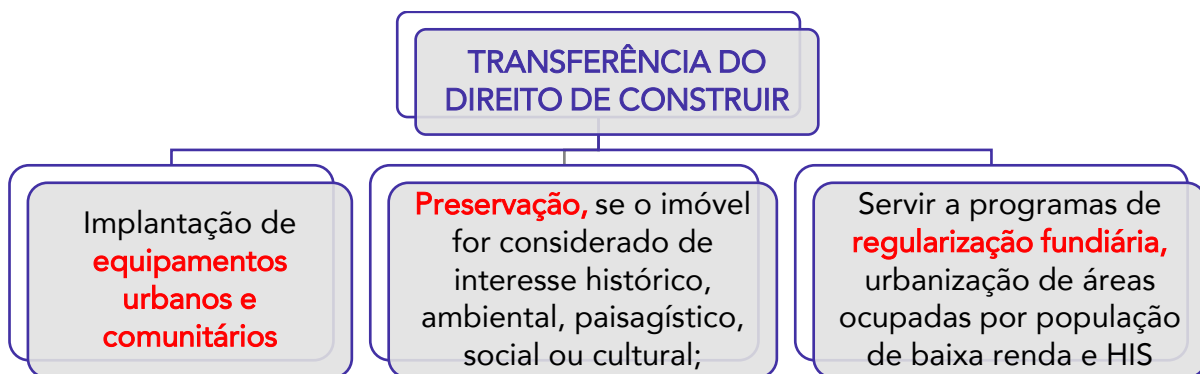 TRANSFERÊNCIA DO
DIREITO DE CONSTRUIR
Implantação de
equipamentos
urbanos e
comunitários
Preservação, se o imóvel
for considerado de
interesse histórico,
ambiental, paisagístico,
social ou cultural;
Servir a programas de
regularização fundiária,
urbanização de áreas
ocupadas por população
de baixa renda e HIS